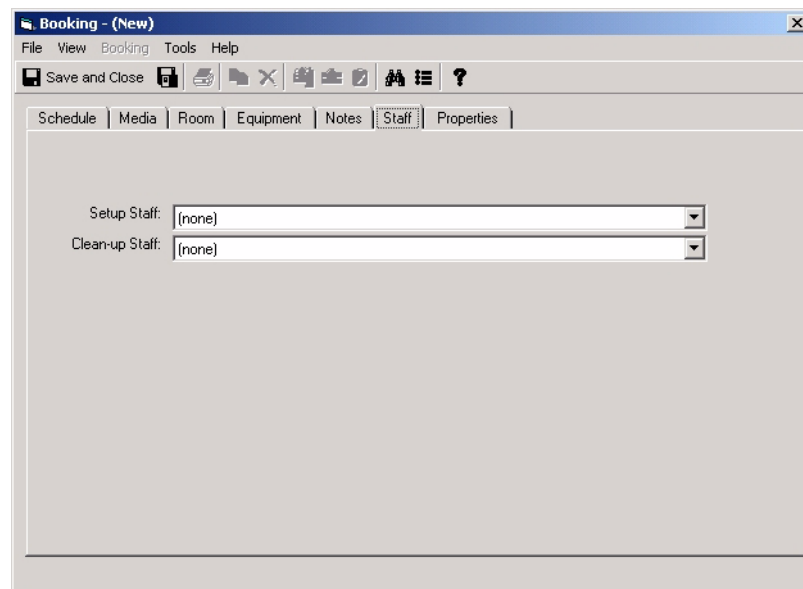 Booking - (New)
File View Booking Tools Help
Save and Close ?
Schedule Media Room Equipment Notes Staff Properties
Setup Staff: (none)
Clean-up Staff: (none)